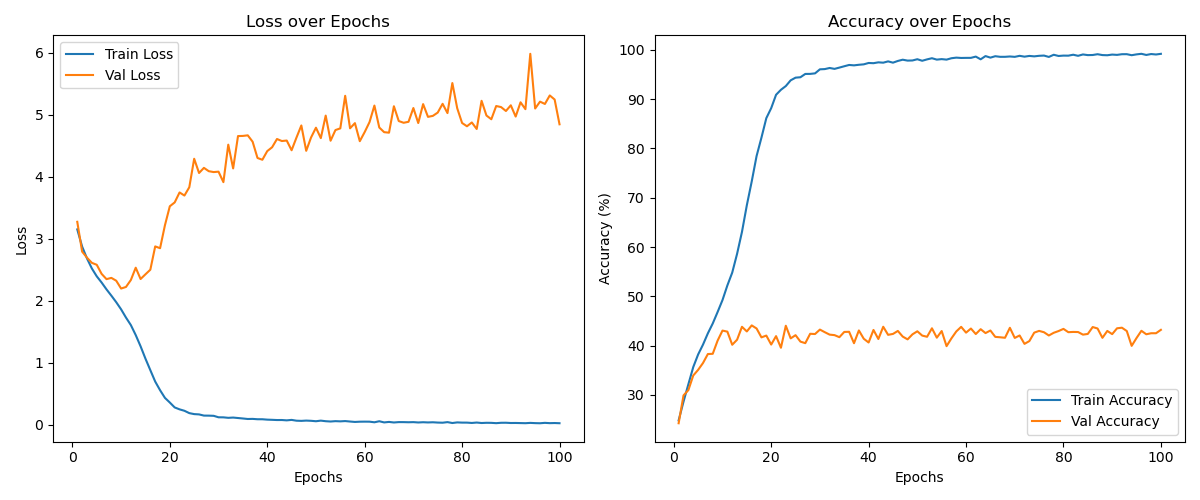 Loss over Epochs
Train Loss
Val Loss
6
5
4
3
2
1
0
Loss
0
20
40
60
80
100
Epochs
Accuracy over Epochs
100
90
80
70
60
50
40
30
Accuracy (%)
Train Accuracy
Val Accuracy
0
20
40
60
80
100
Epochs